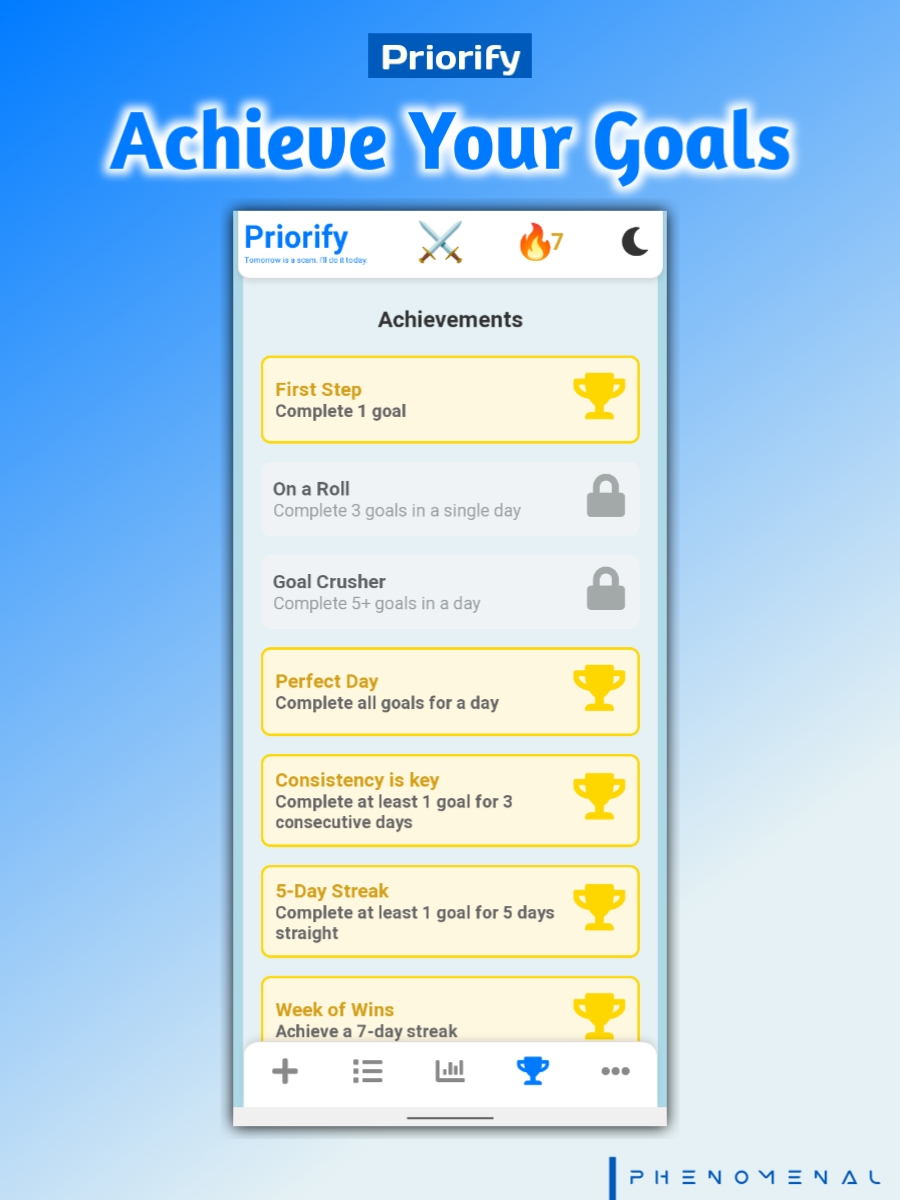 Priorify
Achieve Your Goals
Priorify
Tomorrow is a scam. I'll do it today.
7
Achievements
First Step
Complete 1 goal
On a Roll
Complete 3 goals in a single day
Goal Crusher
Complete 5+ goals in a day
Perfect Day
Complete all goals for a day
Consistency is key
Complete at least 1 goal for 3
consecutive days
5-Day Streak
Complete at least 1 goal for 5 days
straight
Week of Wins
Achieve a 7-day streak
PHENOMENAL